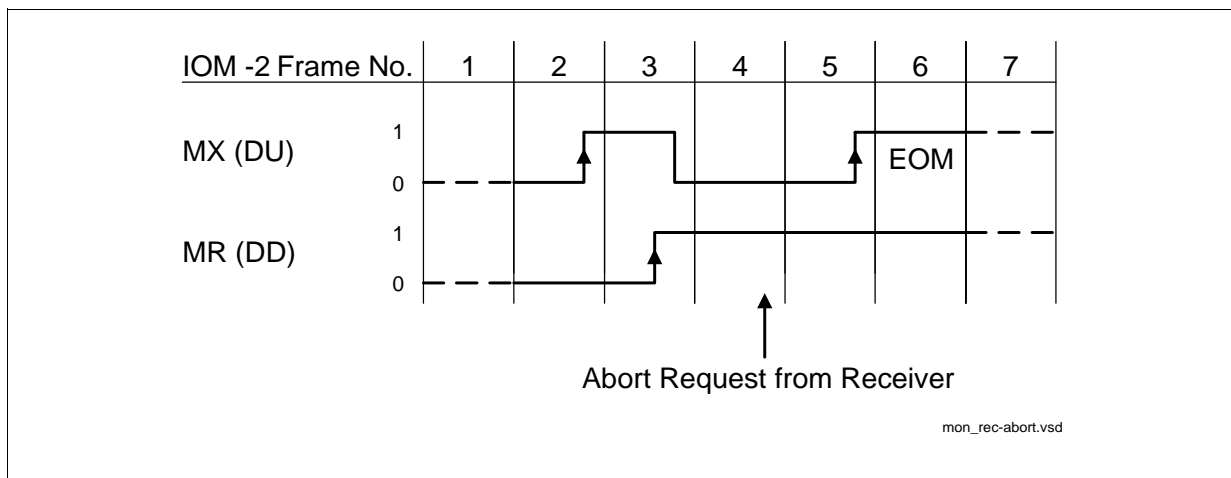 IOM -2 Frame No. 1 2 3 4 5 6 7
MX (DU) 1
0
EOM
MR (DD) 1
0
Abort Request from Receiver
mon_rec-abort.vsd